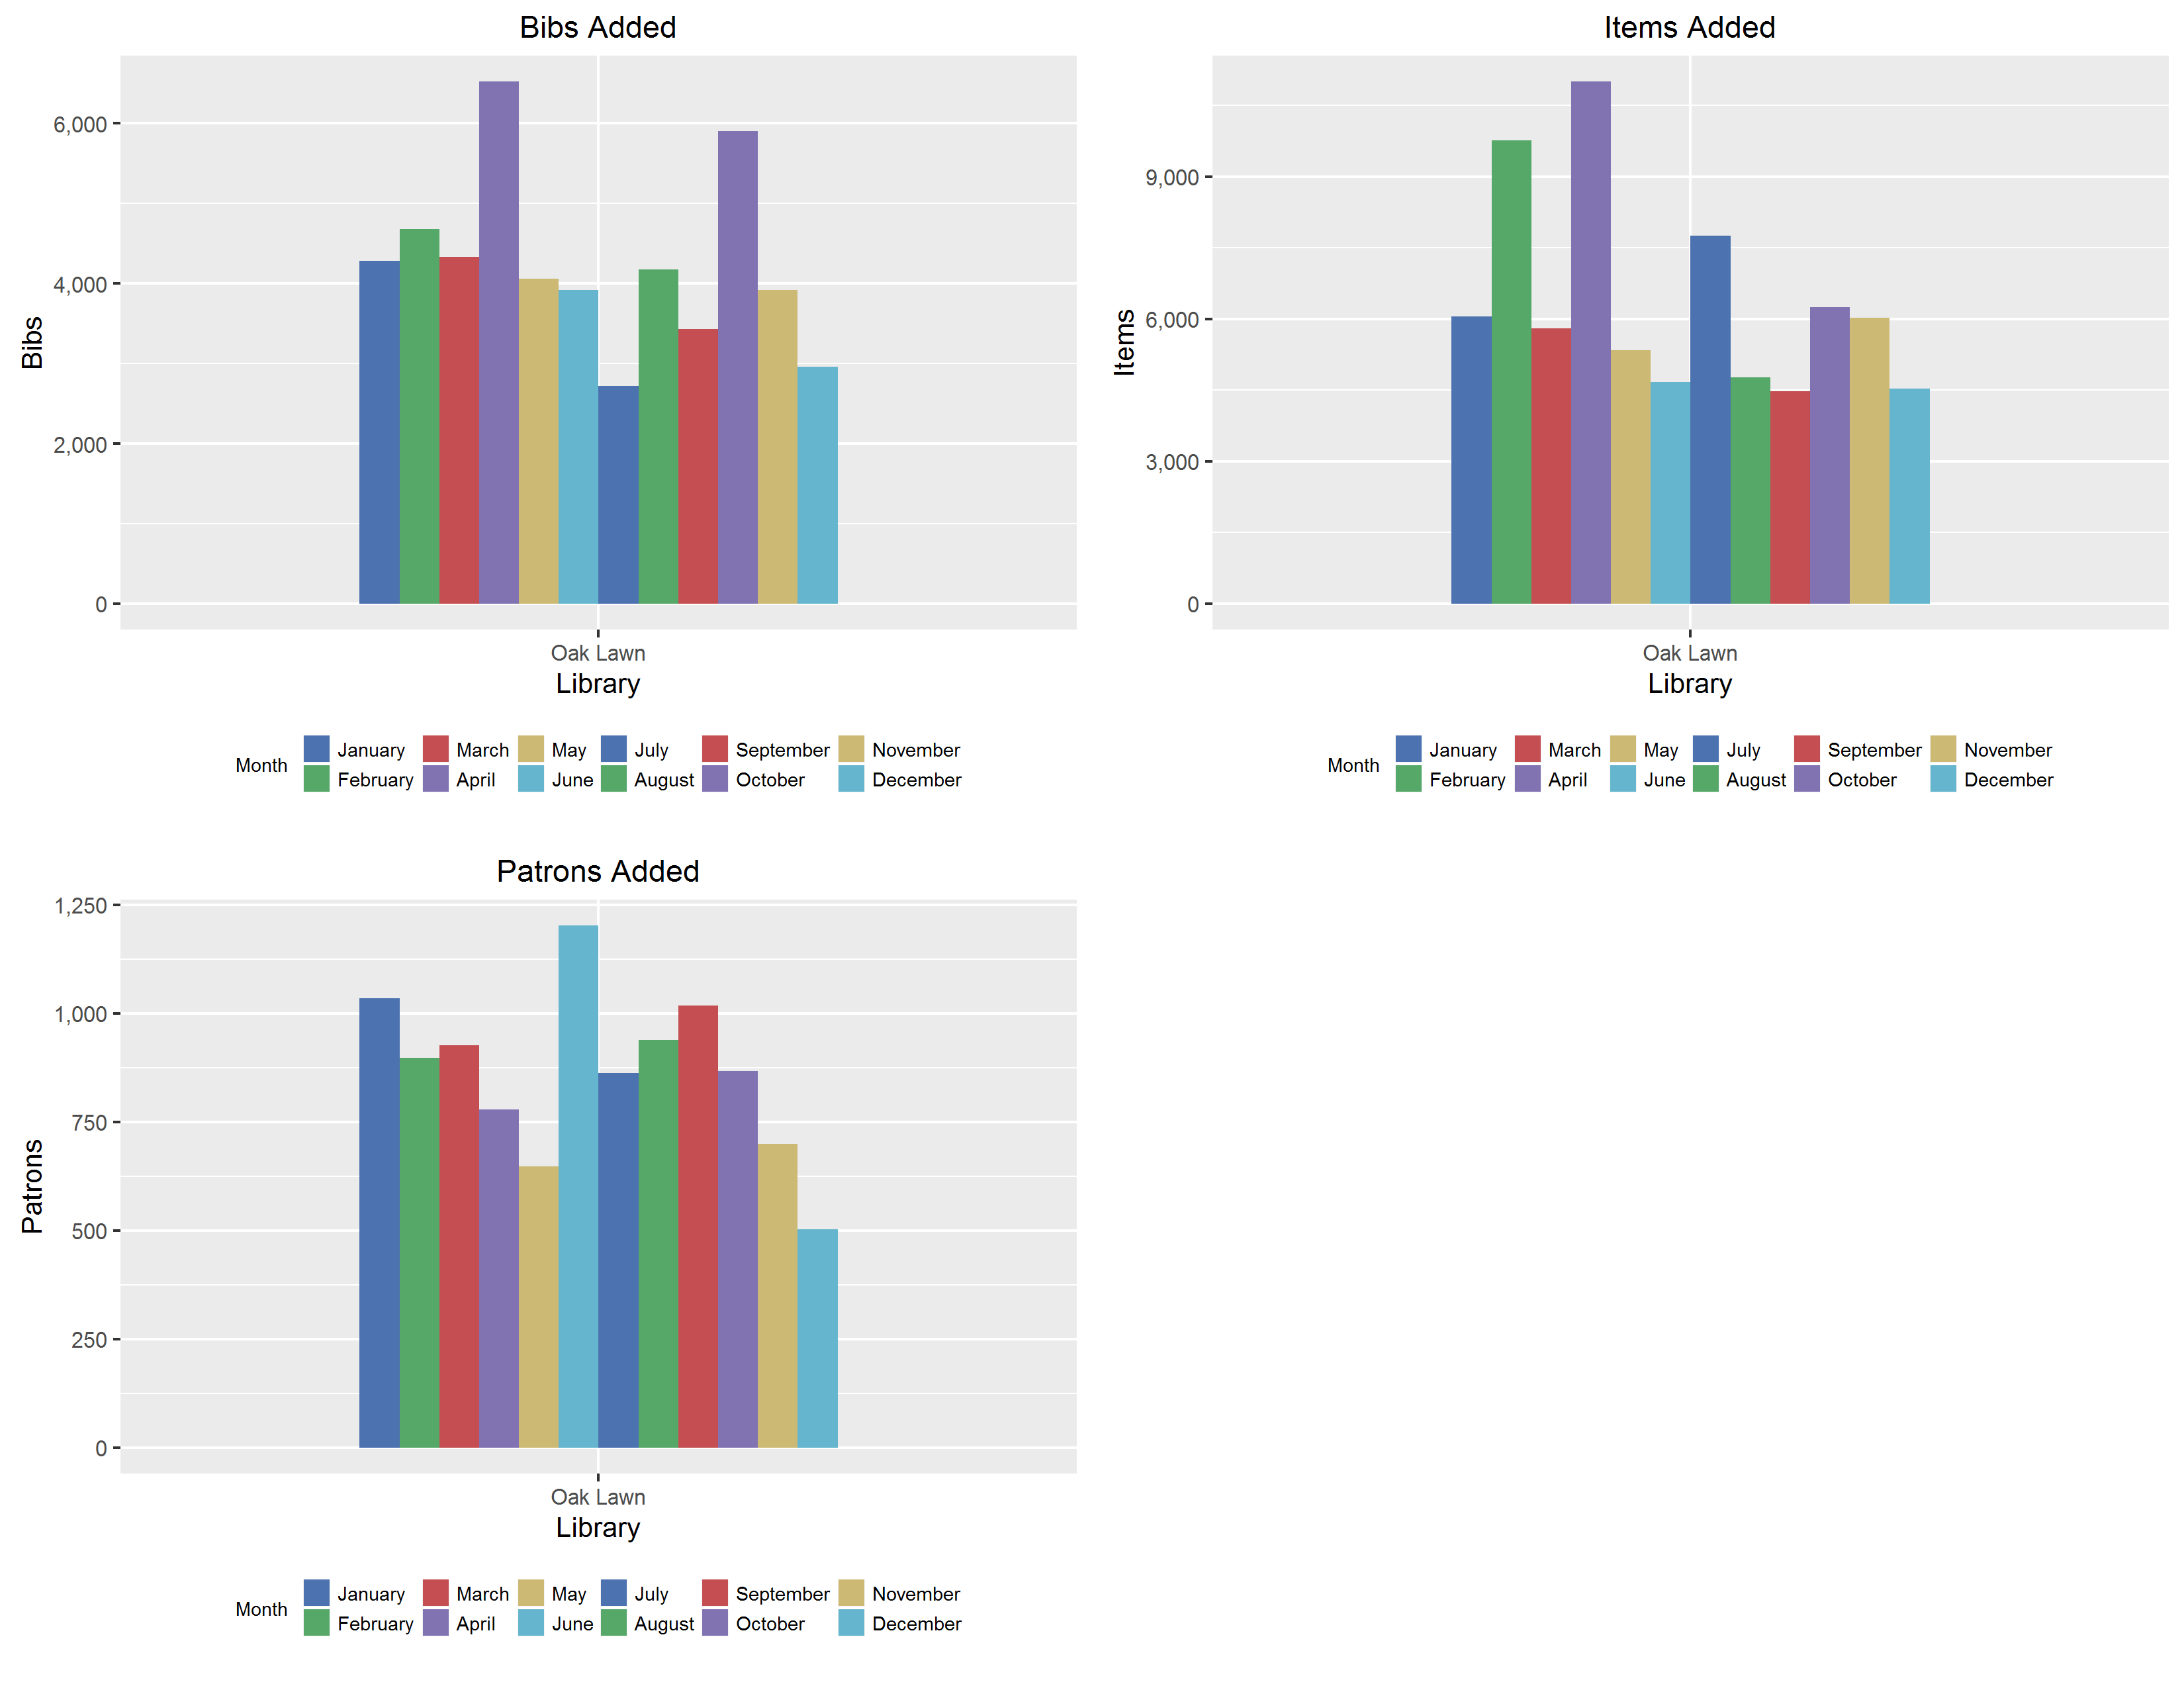 Bibs Added
6,000
4,000
2,000
0
Bibs
Oak Lawn
Library
Month
January March May July September November
February April June August October December
Items Added
9,000
6,000
3,000
0
Items
Oak Lawn
Library
Month
January March May July September November
February April June August October December
Patrons Added
1,250
1,000
750
500
250
0
Patrons
Oak Lawn
Library
Month
January March May July September November
February April June August October December